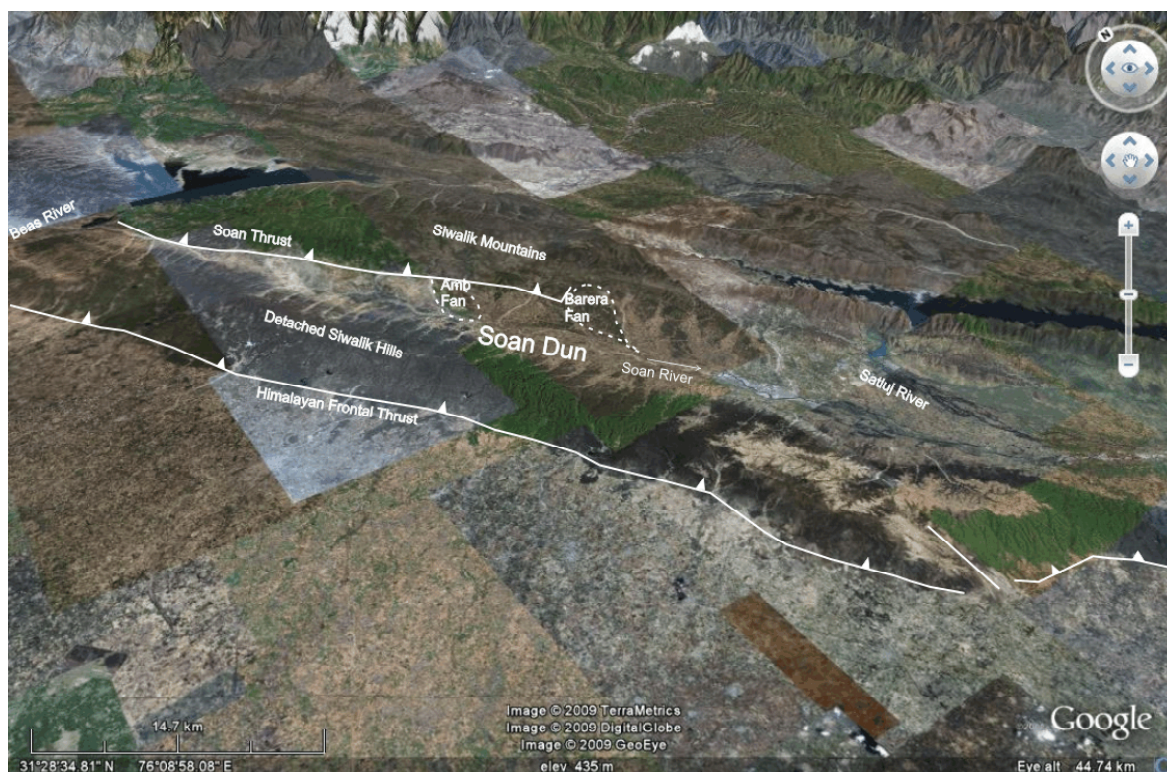 N
Beas River
Soan Thrust
Siwalik Mountains
Amb
Fan
Barera
Fan
Detached Siwalik Hills
Soan Dun
Soan River
Satluj River
Himalayan Frontal Thrust
14.7 km
Image © 2009 TerraMetrics
Image © 2009 DigitalGlobe
Image © 2009 GeoEye
2009
Google
31°28'34.81" N 76°08'58.08" E elev 435 m Eye alt 44.74 km